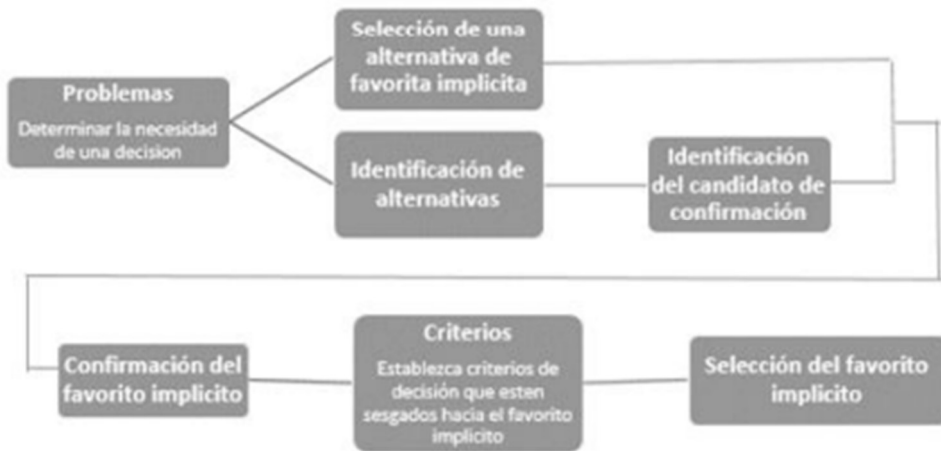 Problemas
Determinar la necesidad
de una decision
Selección de una
alternativa de
favorita implicita
Identificación de
alternativas
Identificación
del candidato de
confirmación
Confirmación del
favorito implicito
Criterios
Establezca criterios de
decisión que esten
sesgados hacia el favorito
implicito
Selección del favorito
implicito